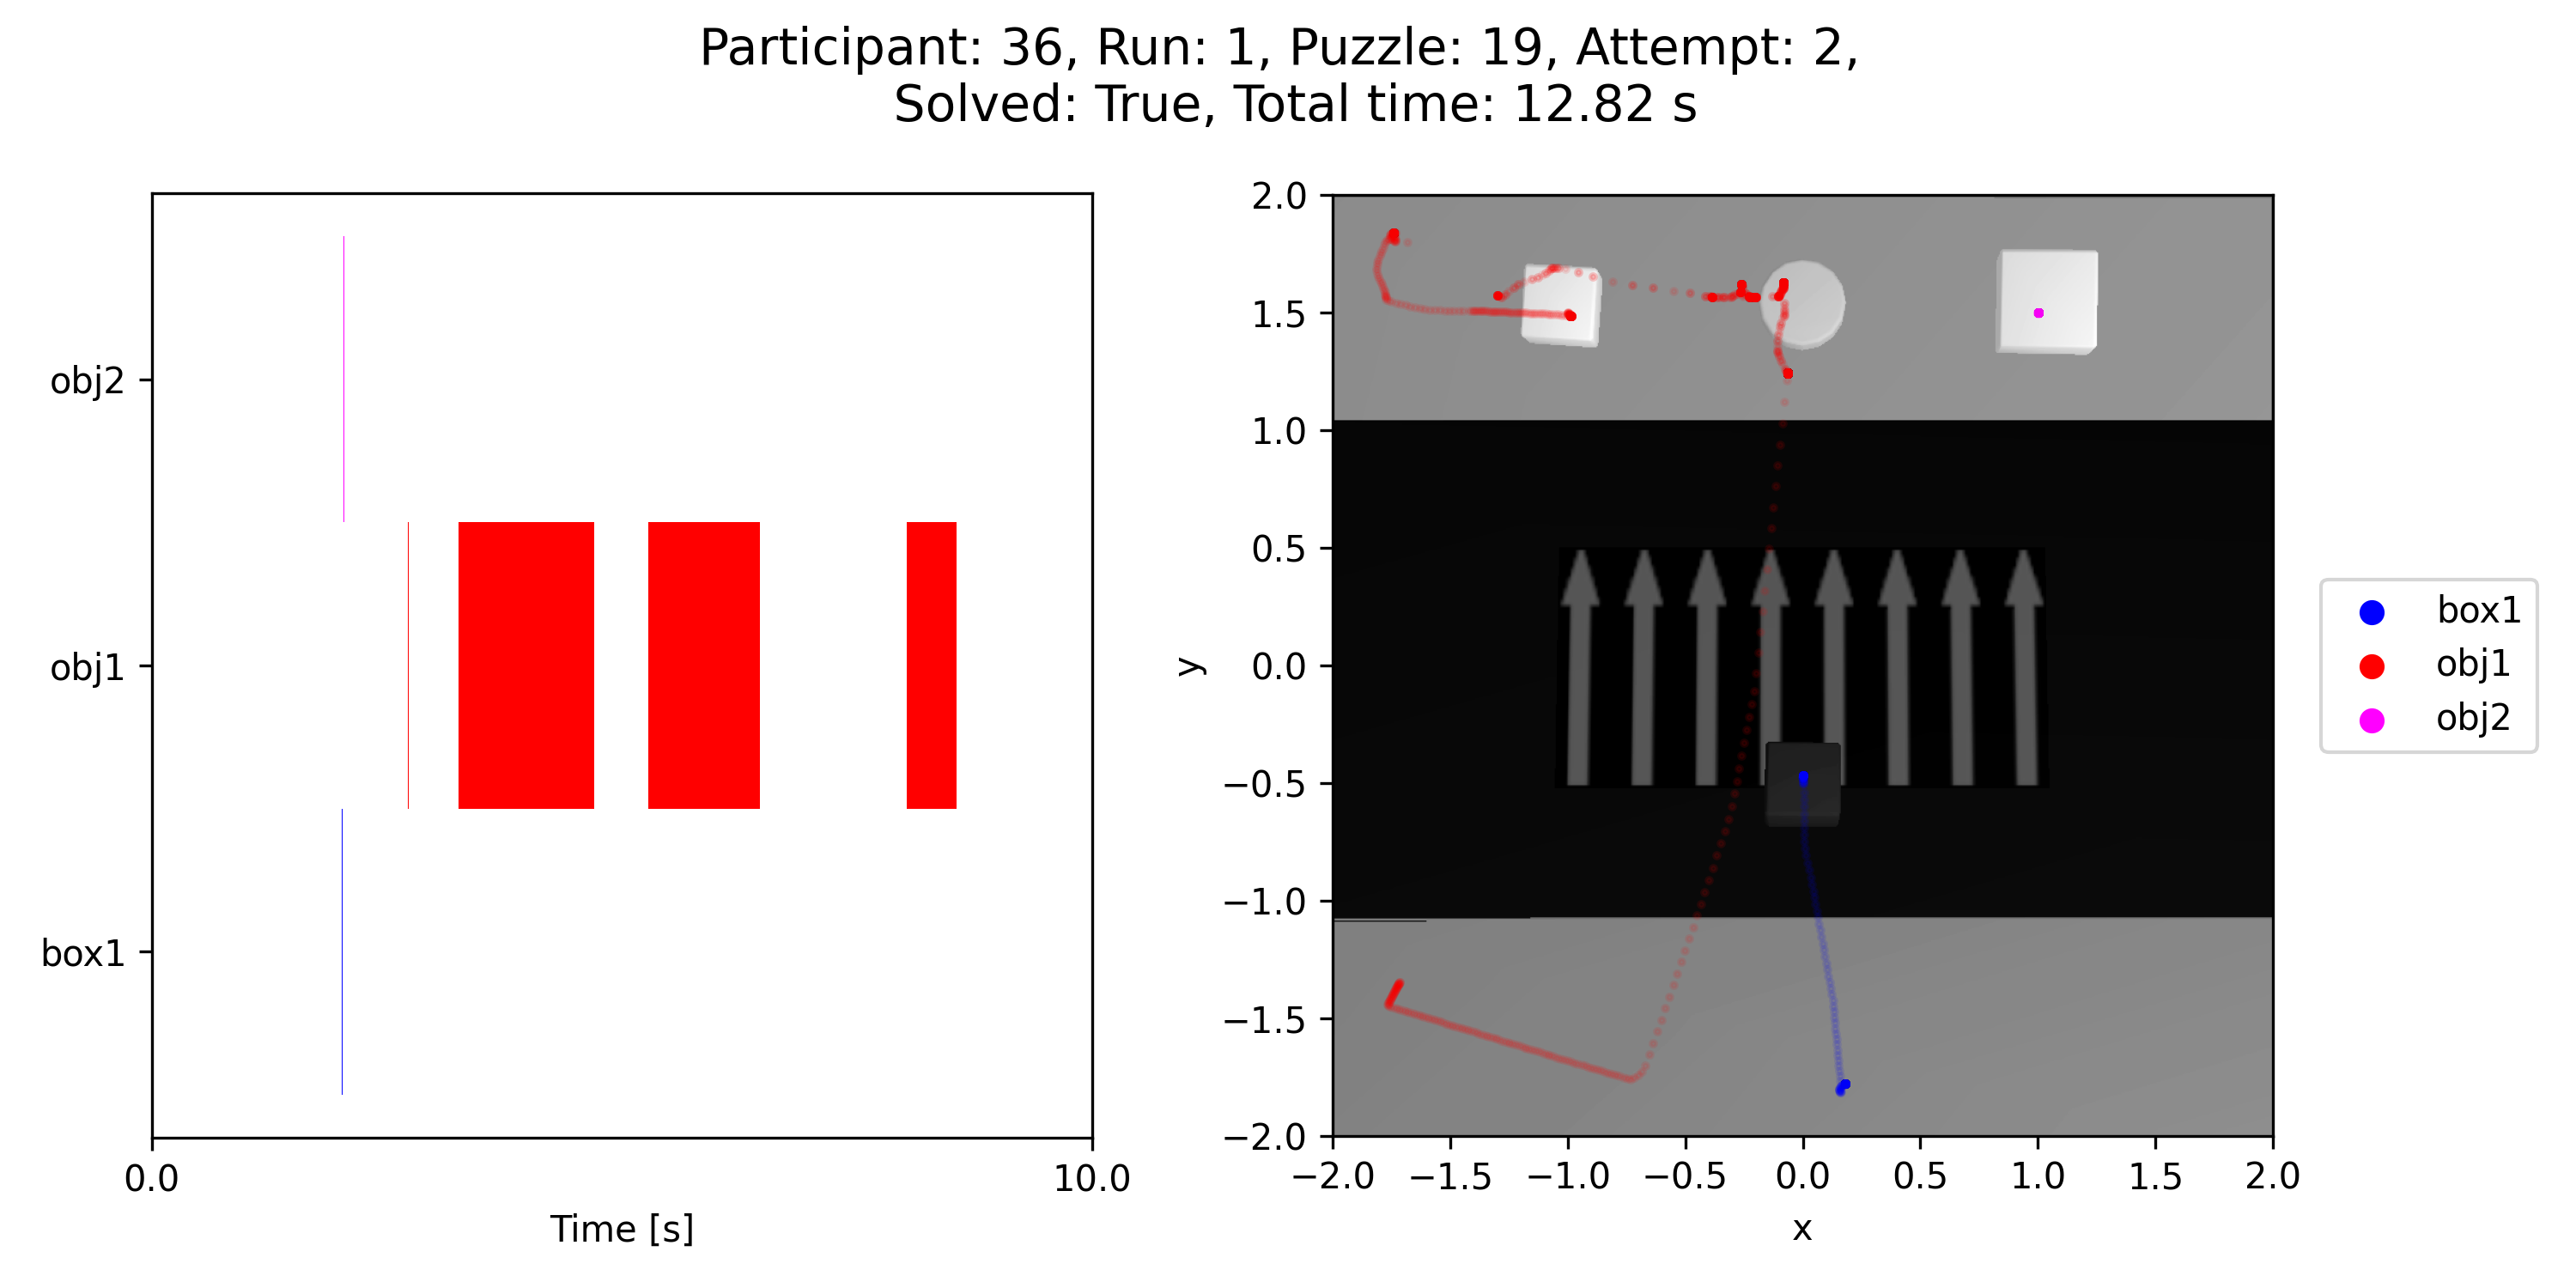 Participant: 36, Run: 1, Puzzle: 19, Attempt: 2,
Solved: True, Total time: 12.82 s
obj2
obj1
box1
0.0
10.0
Time [s]
2.0
1.5
1.0
0.5
0.0
−0.5
−1.0
−1.5
−2.0
y
−2.0
−1.5
−1.0
−0.5
0.0
0.5
1.0
1.5
2.0
x
box1
obj1
obj2